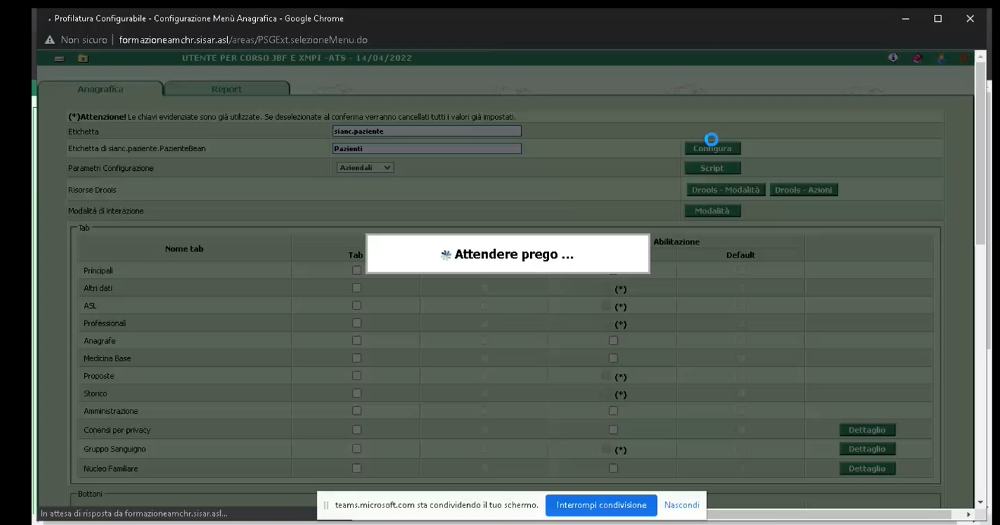 Profilatura Configurabile - Configurazione Menù Anagrafica - Google Chrome
Non sicuro | formazioneamchr.sisar.asl/areas/PSGExt.selezioneMenu.do
UTENTE PER CORSO JBF E XMPI -ATS - 14/04/2022
Anagrafica Report
(*)Attenzione! Le chiavi evidenziate sono già utilizzate. Se deselezionate al conferma verranno cancellati tutti i valori già impostati.
Etichetta sianc.paziente
Etichetta di sianc.paziente.PazienteBean Pazienti Configura
Parametri Configurazione Aziendali Script
Risorse Drools Drools - Modalità Drools - Azioni
Modalità di interazione Modalità
Tab
Nome tab Abilitazione
Tab Default
Attendere prego ...
Principali
Altri dati (*)
ASL (*)
Professionali (*)
Anagrafe
Medicina Base
Proposte (*)
Storico (*)
Amministrazione
Conensi per privacy Dettaglio
Gruppo Sanguigno (*) Dettaglio
Nucleo Familiare Dettaglio
Bottoni
teams.microsoft.com sta condividendo il tuo schermo. Interrompi condivisione Nascondi
In attesa di risposta da formazioneamchr.sisar.asl...